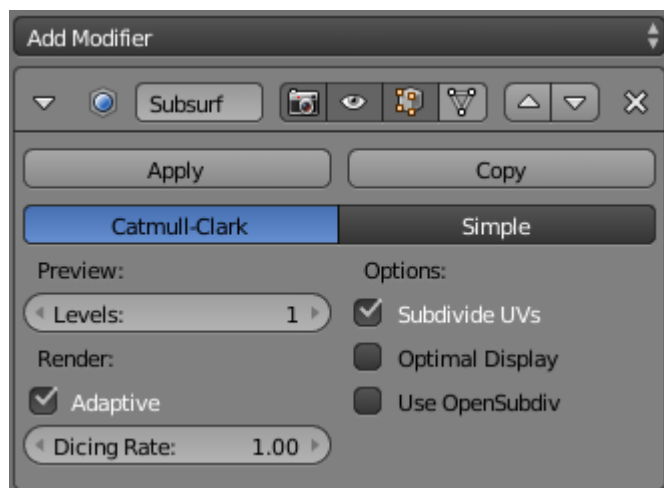 Add Modifier
Subsurf
Apply Copy
Catmull-Clark Simple
Preview: Options:
Levels: 1 Subdivide UVs
Render: Optimal Display
Adaptive Use OpenSubdiv
Dicing Rate: 1.00